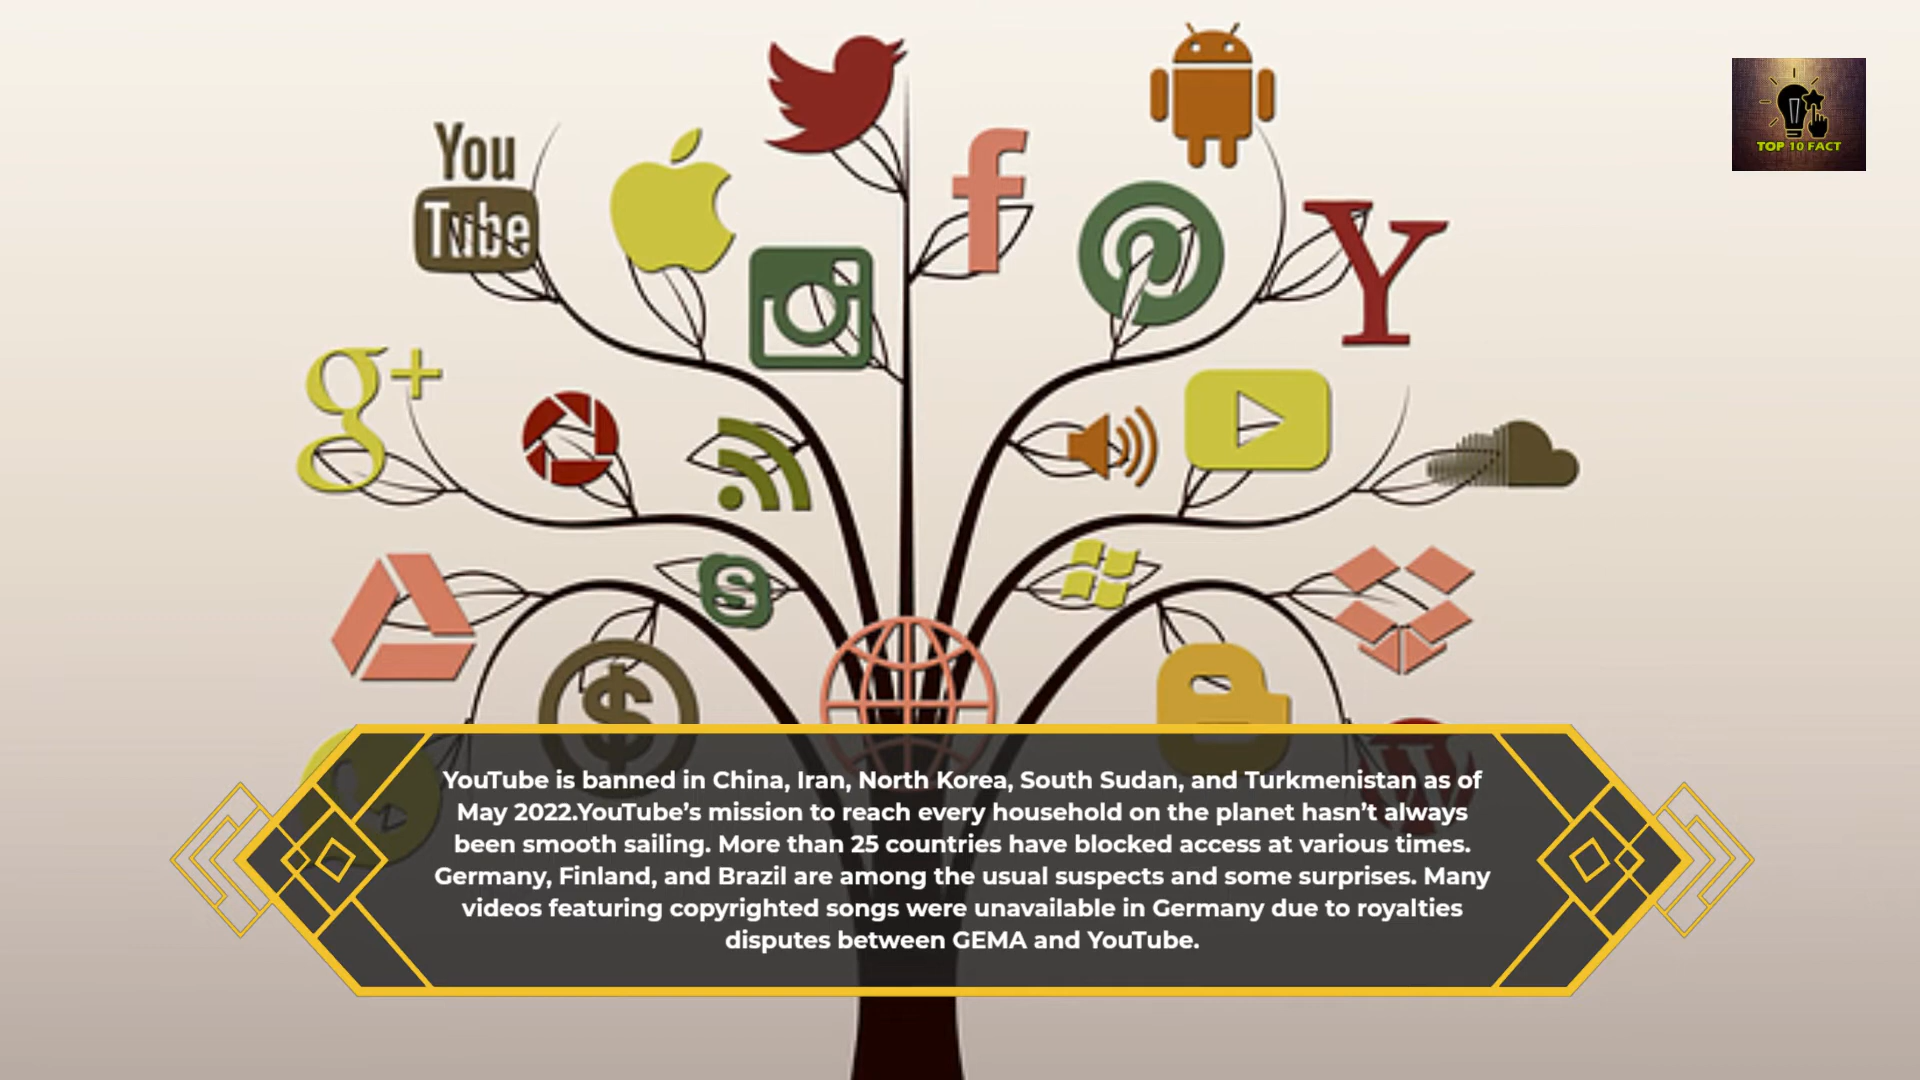 You
Tube
f
Y
g+
TOP 10 FACT
YouTube is banned in China, Iran, North Korea, South Sudan, and Turkmenistan as of
May 2022.YouTube’s mission to reach every household on the planet hasn’t always
been smooth sailing. More than 25 countries have blocked access at various times.
Germany, Finland, and Brazil are among the usual suspects and some surprises. Many
videos featuring copyrighted songs were unavailable in Germany due to royalties
disputes between GEMA and YouTube.